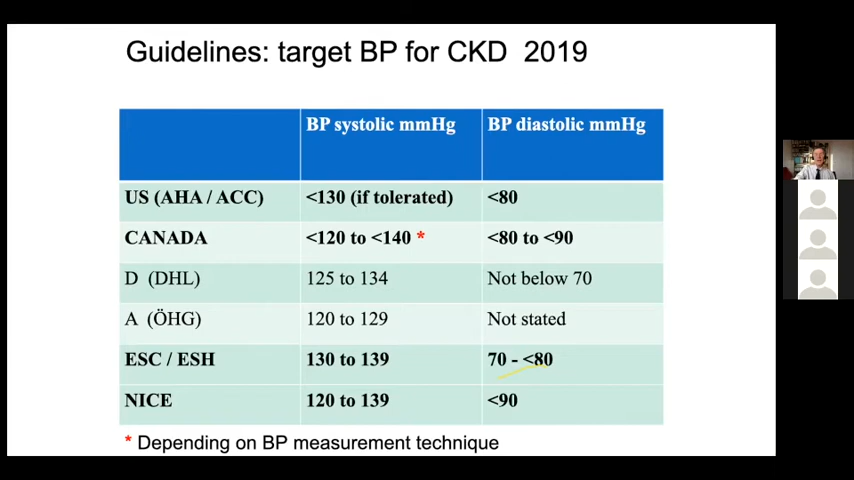 Guidelines: target BP for CKD 2019
BP systolic mmHg BP diastolic mmHg
US (AHA / ACC) <130 (if tolerated) <80
CANADA <120 to <140 * <80 to <90
D (DHL) 125 to 134 Not below 70
A (ÖHG) 120 to 129 Not stated
ESC / ESH 130 to 139 70 - <80
NICE 120 to 139 <90
* Depending on BP measurement technique